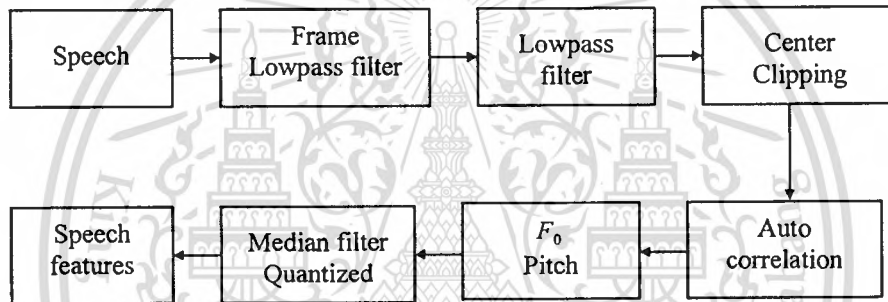 Speech
Frame
Lowpass filter
Lowpass
filter
Center
Clipping
Speech
features
Median filter
Quantized
F₀
Pitch
Auto
correlation